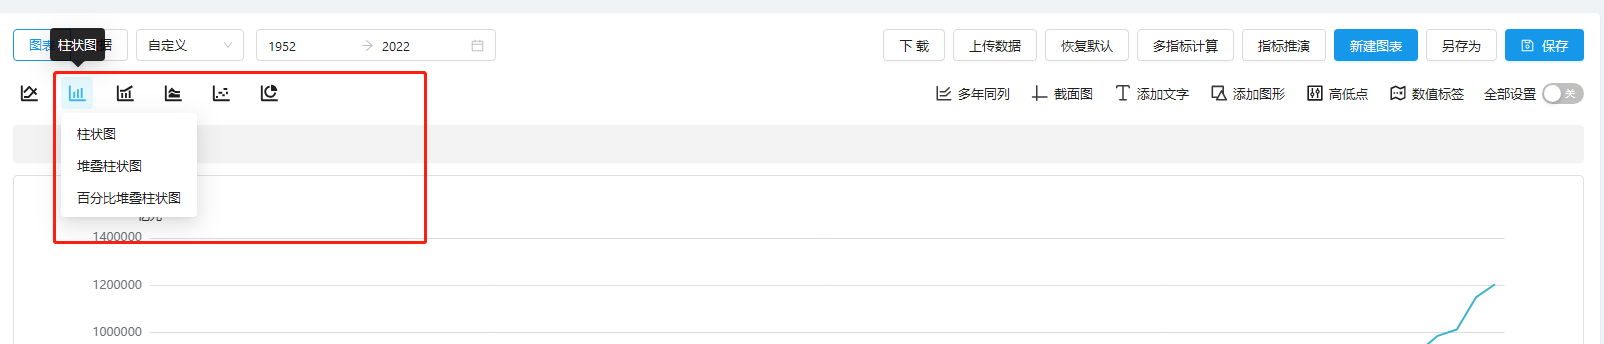 图表
柱状图
据
自定义
1952
2022
下 载
上传数据
恢复默认
多指标计算
指标推演
新建图表
另存为
保存
多年同列
截面图
添加文字
添加图形
高低点
数值标签
全部设置
关
柱状图
堆叠柱状图
百分比堆叠柱状图
亿元
1400000
1200000
1000000